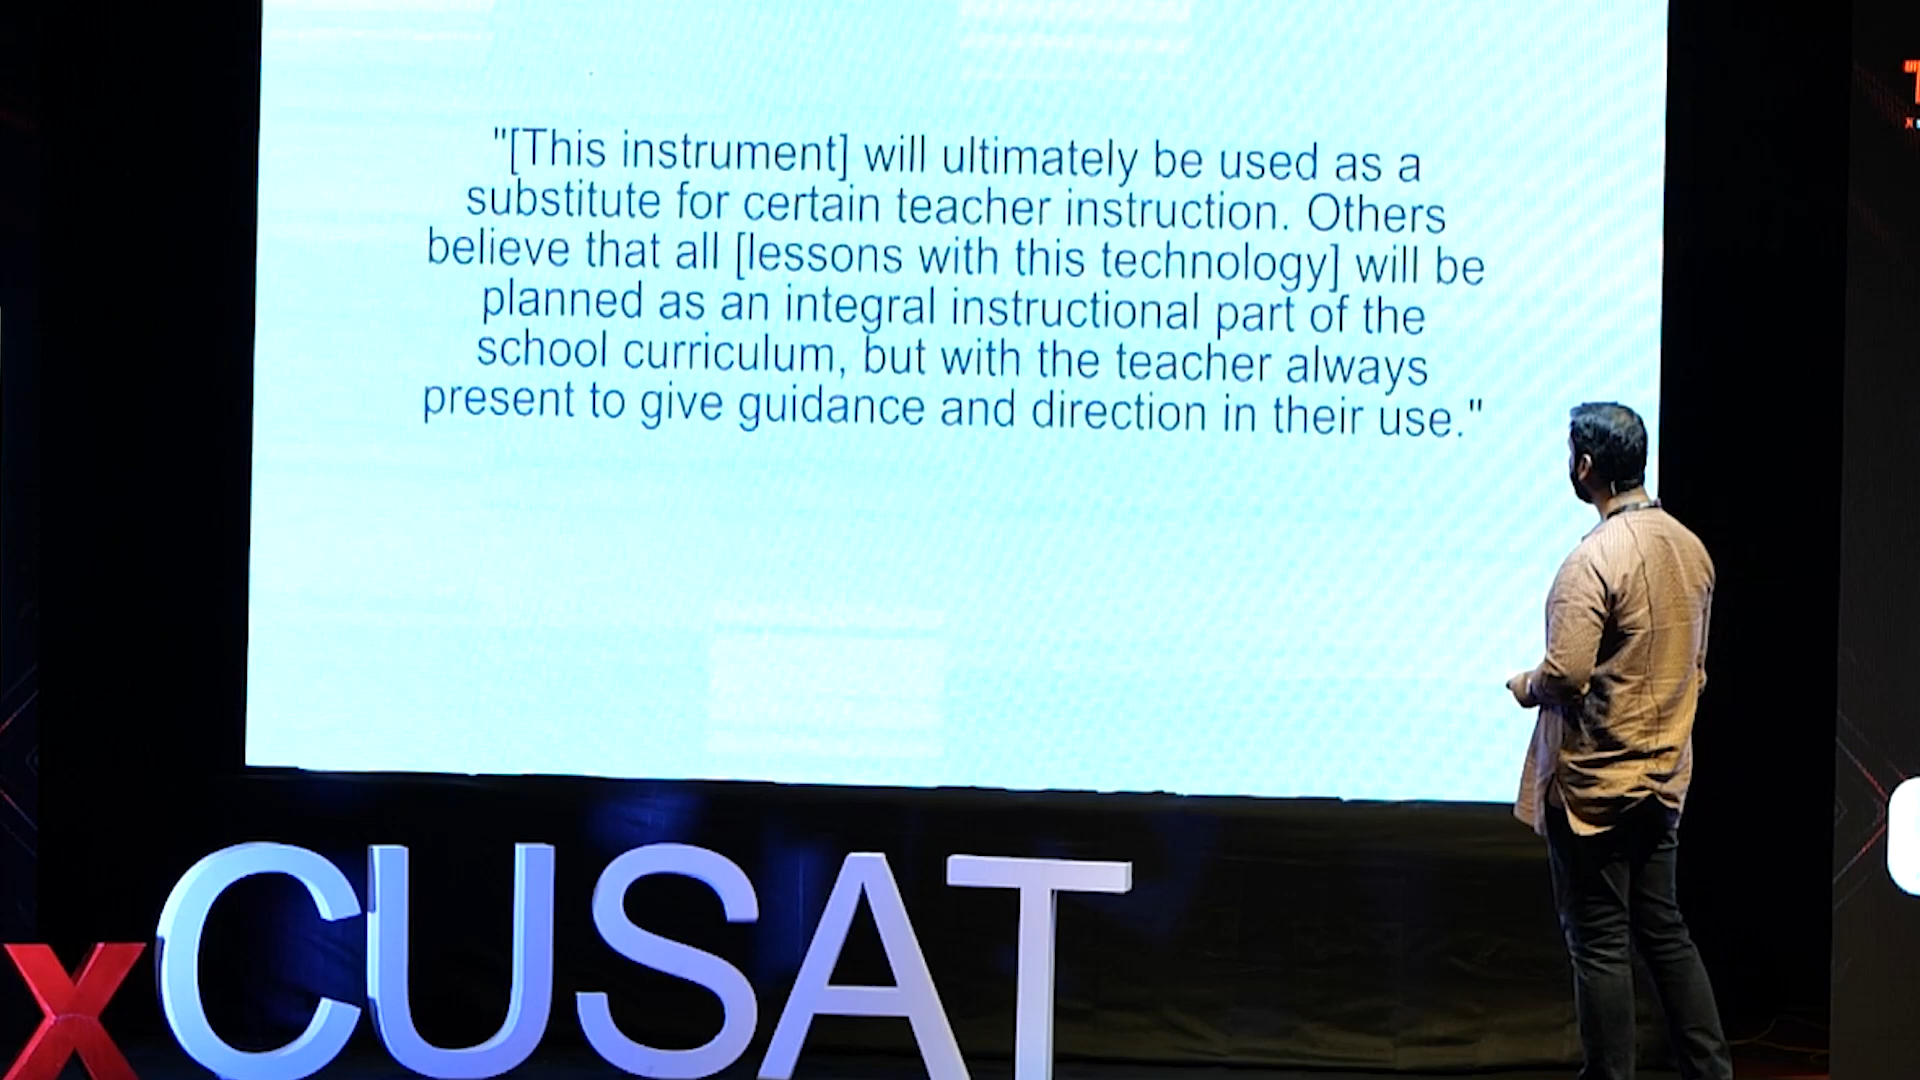 "[This instrument] will ultimately be used as a
substitute for certain teacher instruction. Others
believe that all [lessons with this technology] will be
planned as an integral instructional part of the
school curriculum, but with the teacher always
present to give guidance and direction in their use."
xCUSAT